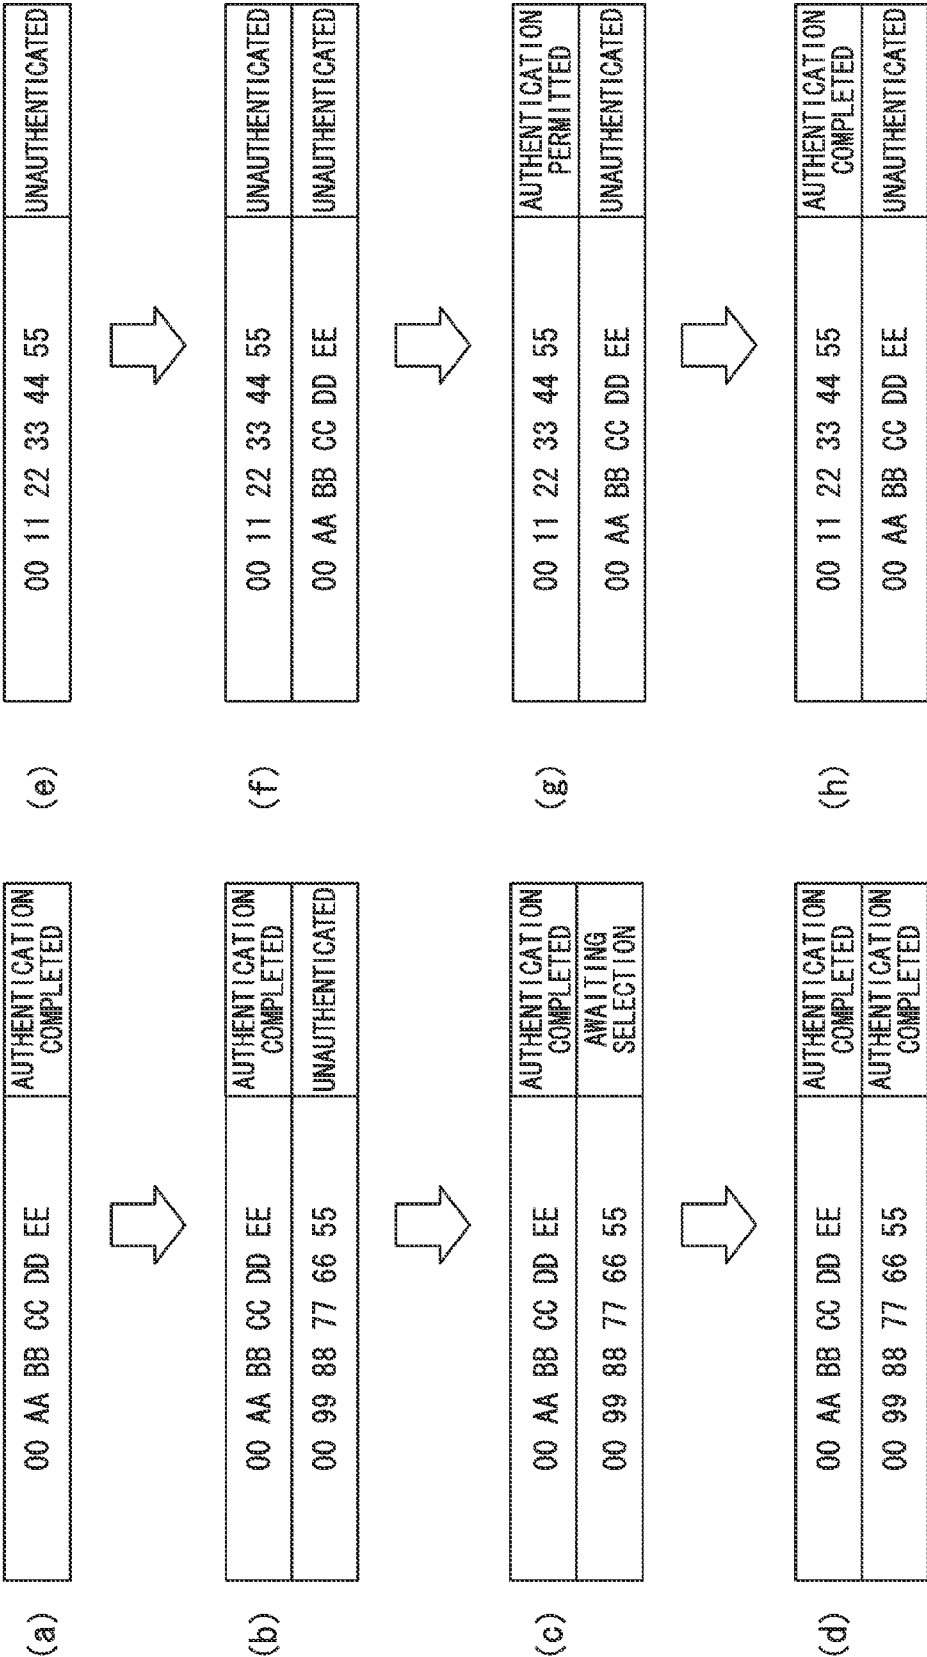 (a)
00 AA BB CC DD EE
AUTHENTICATION
COMPLETED
(b)
00 AA BB CC DD EE
AUTHENTICATION
COMPLETED
00 99 88 77 66 55
UNAUTHENTICATED
(c)
00 AA BB CC DD EE
AUTHENTICATION
COMPLETED
00 99 88 77 66 55
AWAITING
SELECTION
(d)
00 AA BB CC DD EE
AUTHENTICATION
COMPLETED
00 99 88 77 66 55
AUTHENTICATION
COMPLETED
(e)
00 11 22 33 44 55
UNAUTHENTICATED
(f)
00 11 22 33 44 55
UNAUTHENTICATED
00 AA BB CC DD EE
UNAUTHENTICATED
(g)
00 11 22 33 44 55
AUTHENTICATION
PERMITTED
00 AA BB CC DD EE
UNAUTHENTICATED
(h)
00 11 22 33 44 55
AUTHENTICATION
COMPLETED
00 AA BB CC DD EE
UNAUTHENTICATED